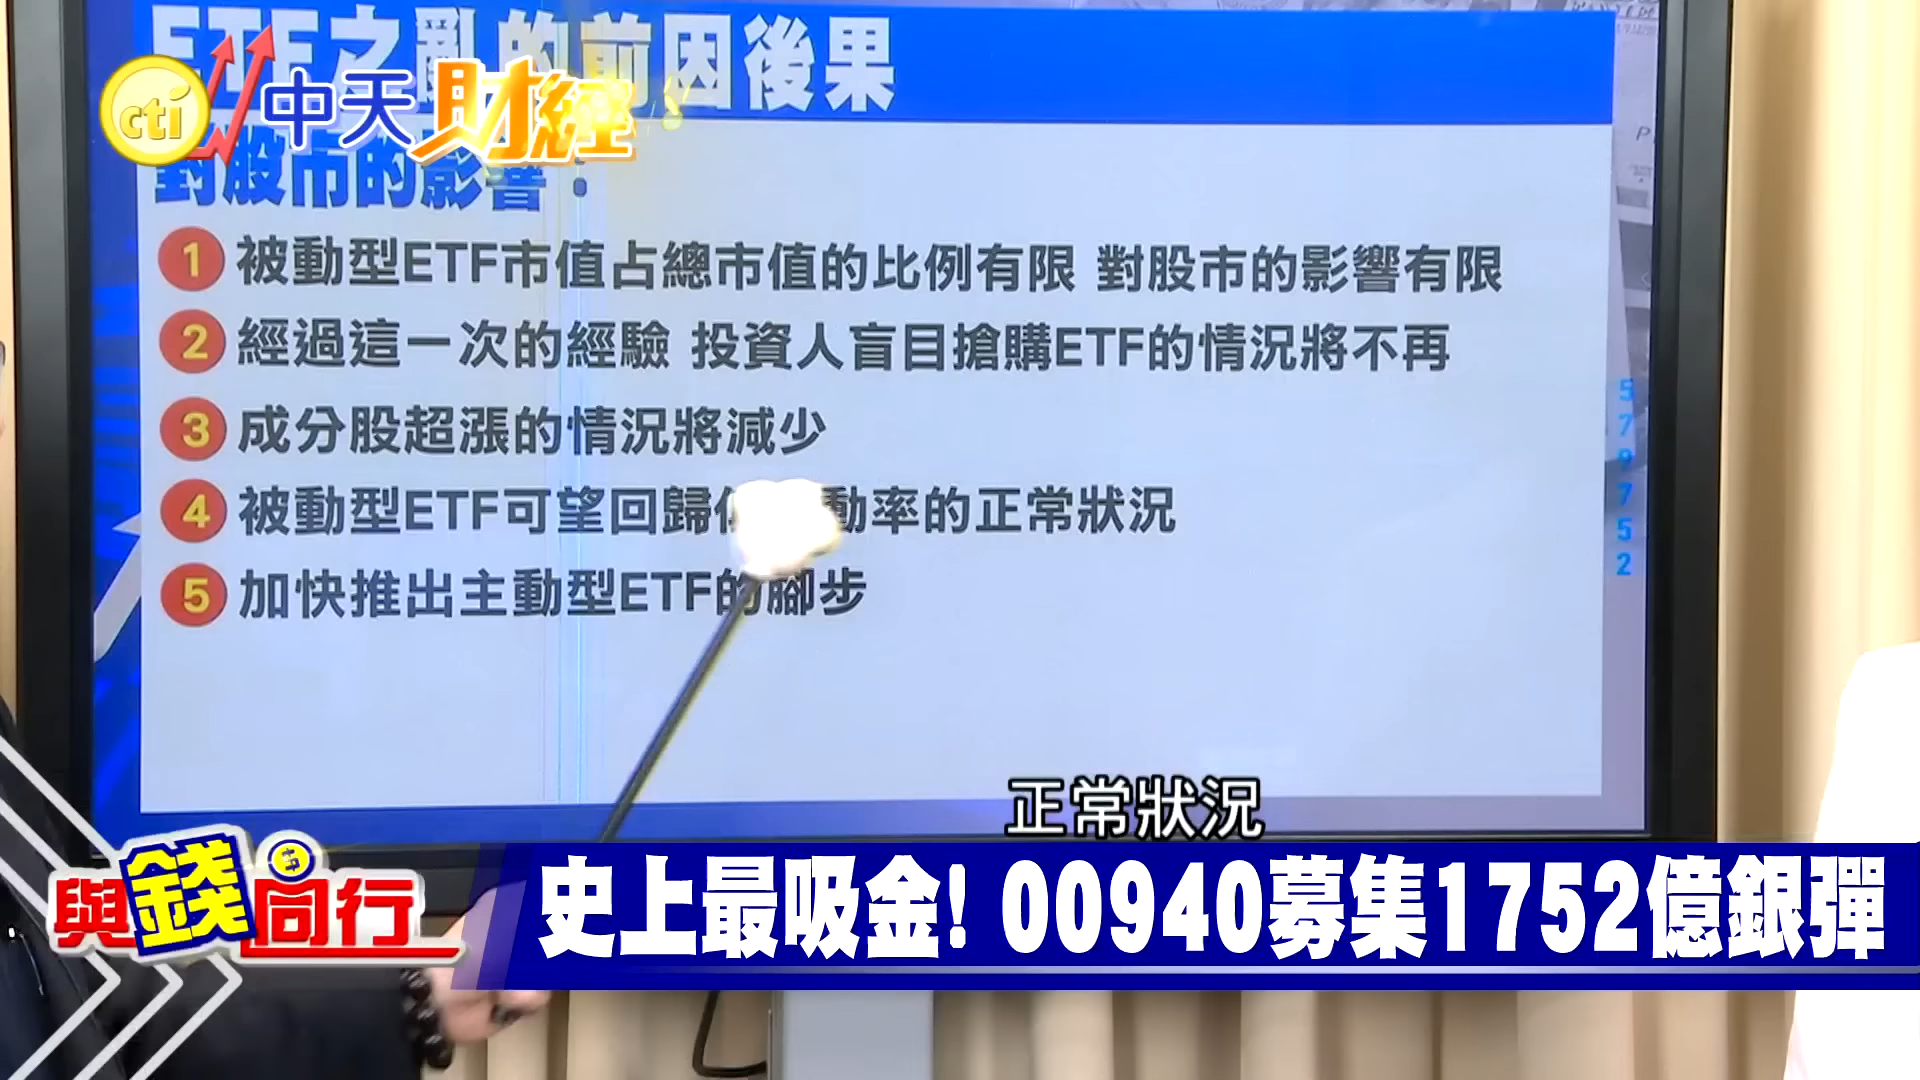 ETF之亂的前因後果
cti 中天財經
對股市的影響：
1 被動型ETF市值占總市值的比例有限 對股市的影響有限
2 經過這一次的經驗 投資人盲目搶購ETF的情況將不再
3 成分股超漲的情況將減少
4 被動型ETF可望回歸低 動率的正常狀況
5 加快推出主動型ETF的腳步
579752
正常狀況
與錢同行
史上最吸金! 00940募集1752億銀彈